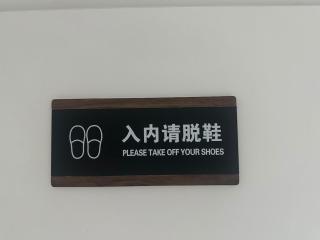 入内请脱鞋
PLEASE TAKE OFF YOUR SHOES